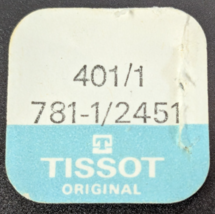 401/1
781-1/2451
T
TISSOT
ORIGINAL